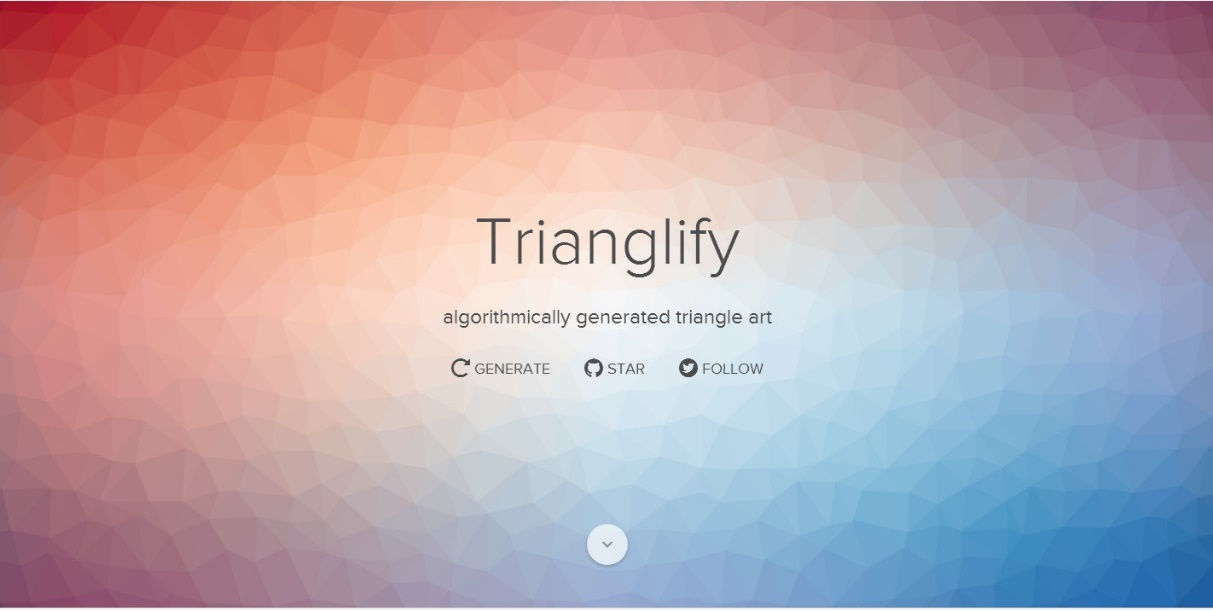 Trianglify
algorithmically generated triangle art
GENERATE STAR FOLLOW